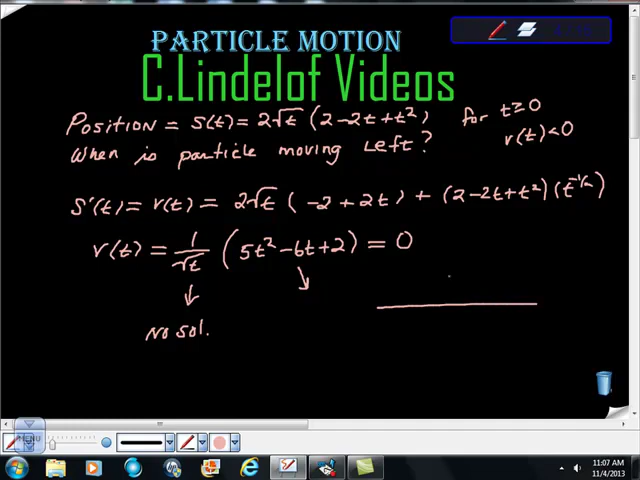 PARTICLE MOTION
C.Lindelof Videos
Position = s(t) = 2√t (2-2t+t²) for t≥0
When is particle moving left? v(t)<0
s'(t) = v(t) = 2√t (-2+2t) + (2-2t+t²)(t^-1/2)
v(t) = 1/√t (5t²-6t+2) = 0
No Sol.
MENU
11:07 AM
11/4/2013